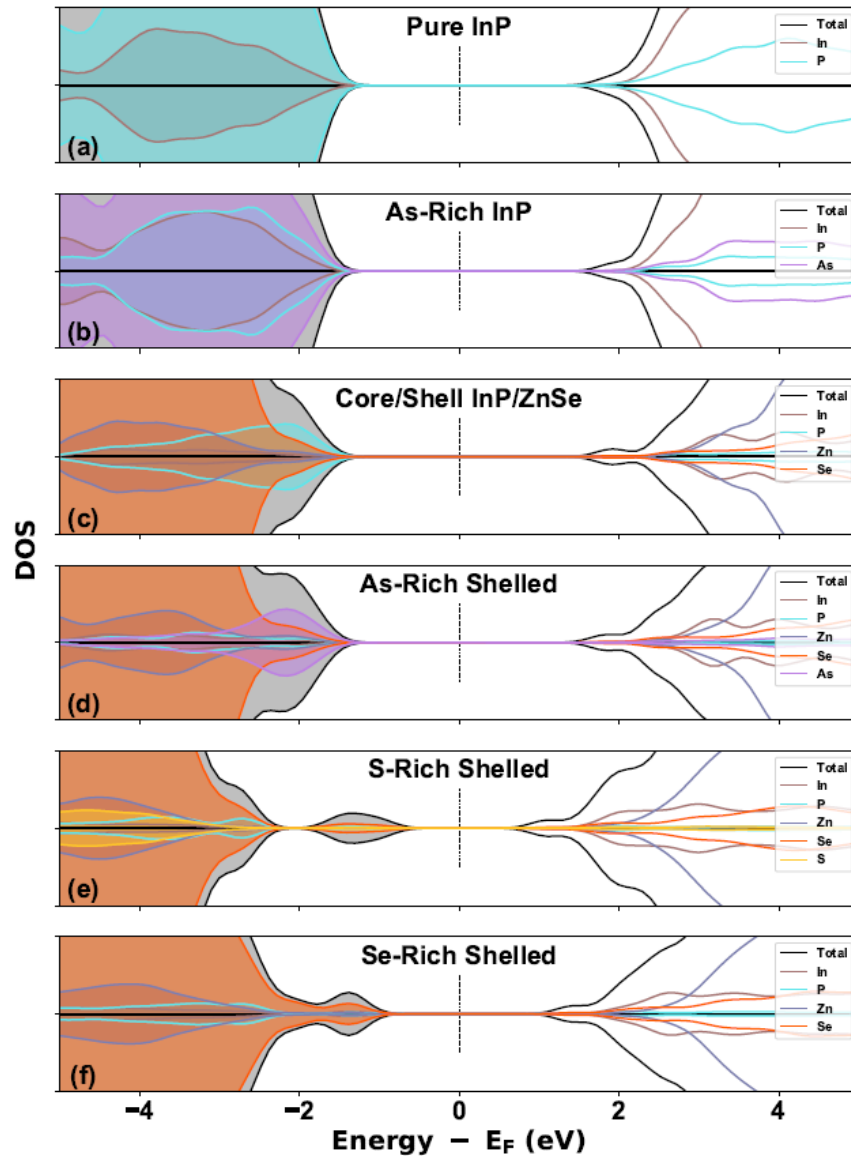 Pure InP
Total
In
P
(a)
As-Rich InP
Total
In
P
As
(b)
Core/Shell InP/ZnSe
Total
In
P
Zn
Se
(c)
DOS
As-Rich Shelled
Total
In
P
Zn
Se
As
(d)
S-Rich Shelled
Total
In
P
Zn
Se
S
(e)
Se-Rich Shelled
Total
In
P
Zn
Se
(f)
−4 −2 0 2 4
Energy − E_F (eV)